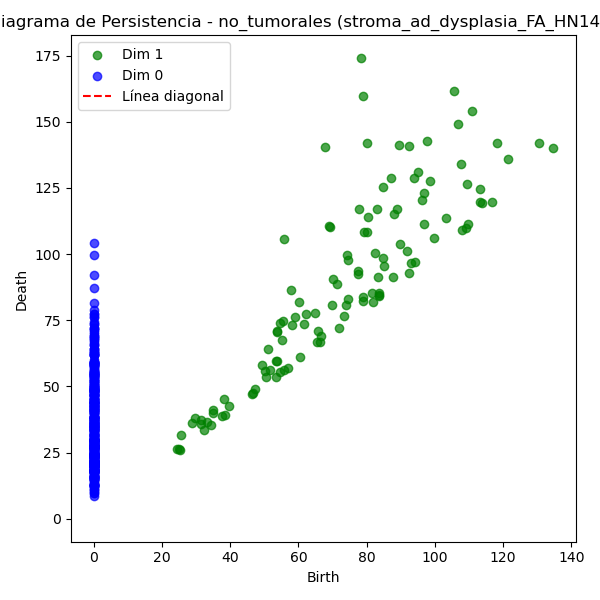 iagrama de Persistencia - no_tumorales (stroma_ad_dysplasia_FA_HN14
Dim 1
Dim 0
Línea diagonal
175
150
125
100
75
50
25
0
Death
0
20
40
60
80
100
120
140
Birth